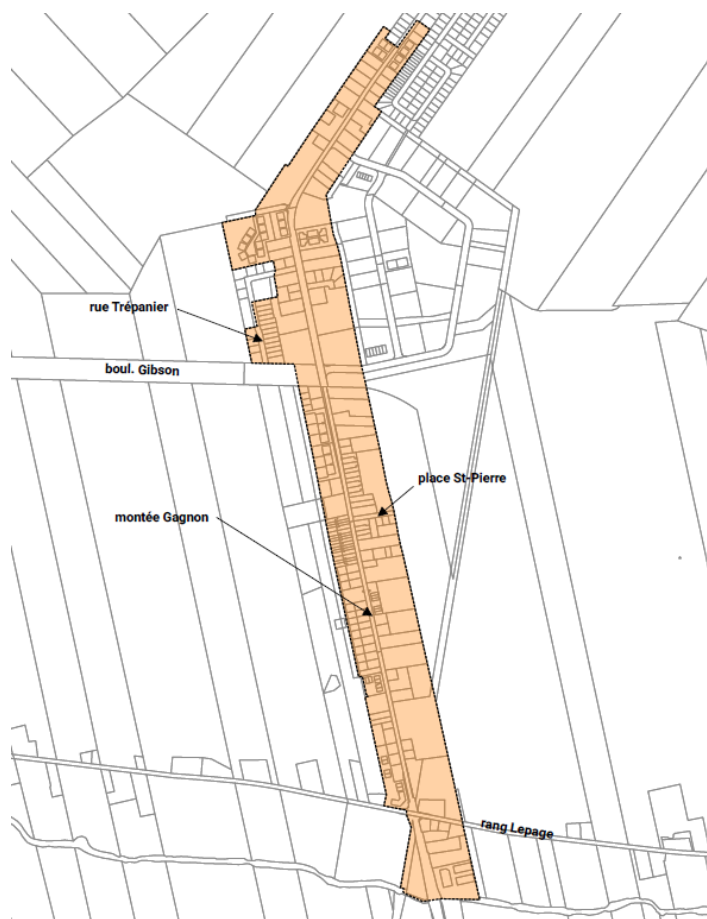 rue Trépanier
boul. Gibson
place St-Pierre
montée Gagnon
rang Lepage